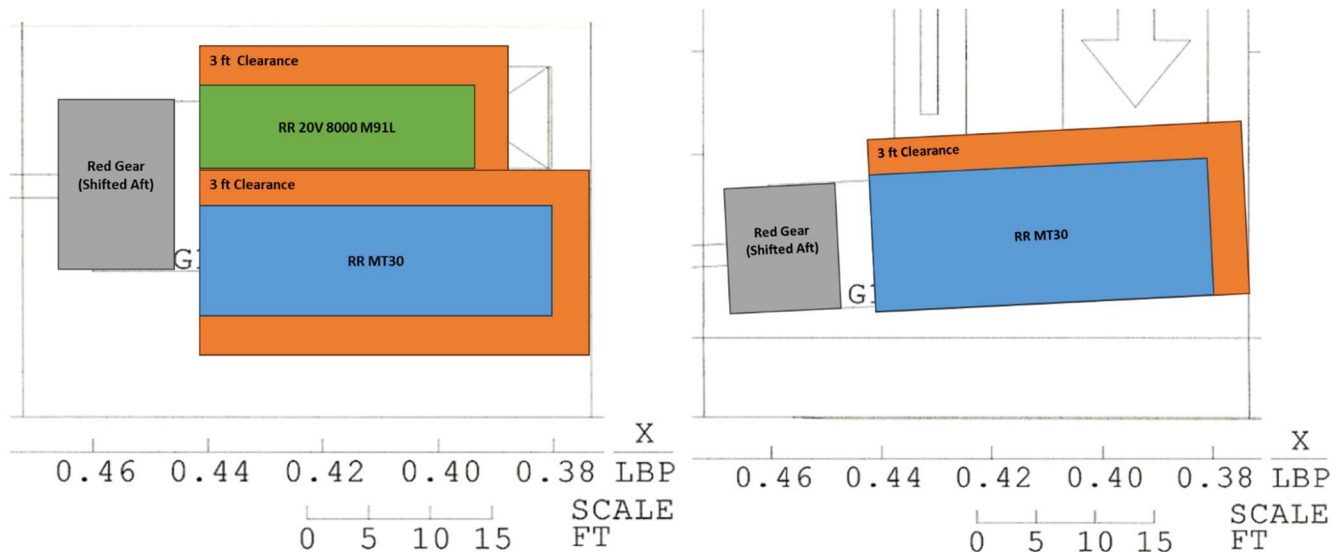 3 ft Clearance
RR 20V 8000 M91L
Red Gear
(Shifted Aft)
3 ft Clearance
RR MT30
G
X
0.46 0.44 0.42 0.40 0.38 LBP
SCALE
0 5 10 15 FT
3 ft Clearance
Red Gear
(Shifted Aft)
RR MT30
G
X
0.46 0.44 0.42 0.40 0.38 LBP
SCALE
0 5 10 15 FT